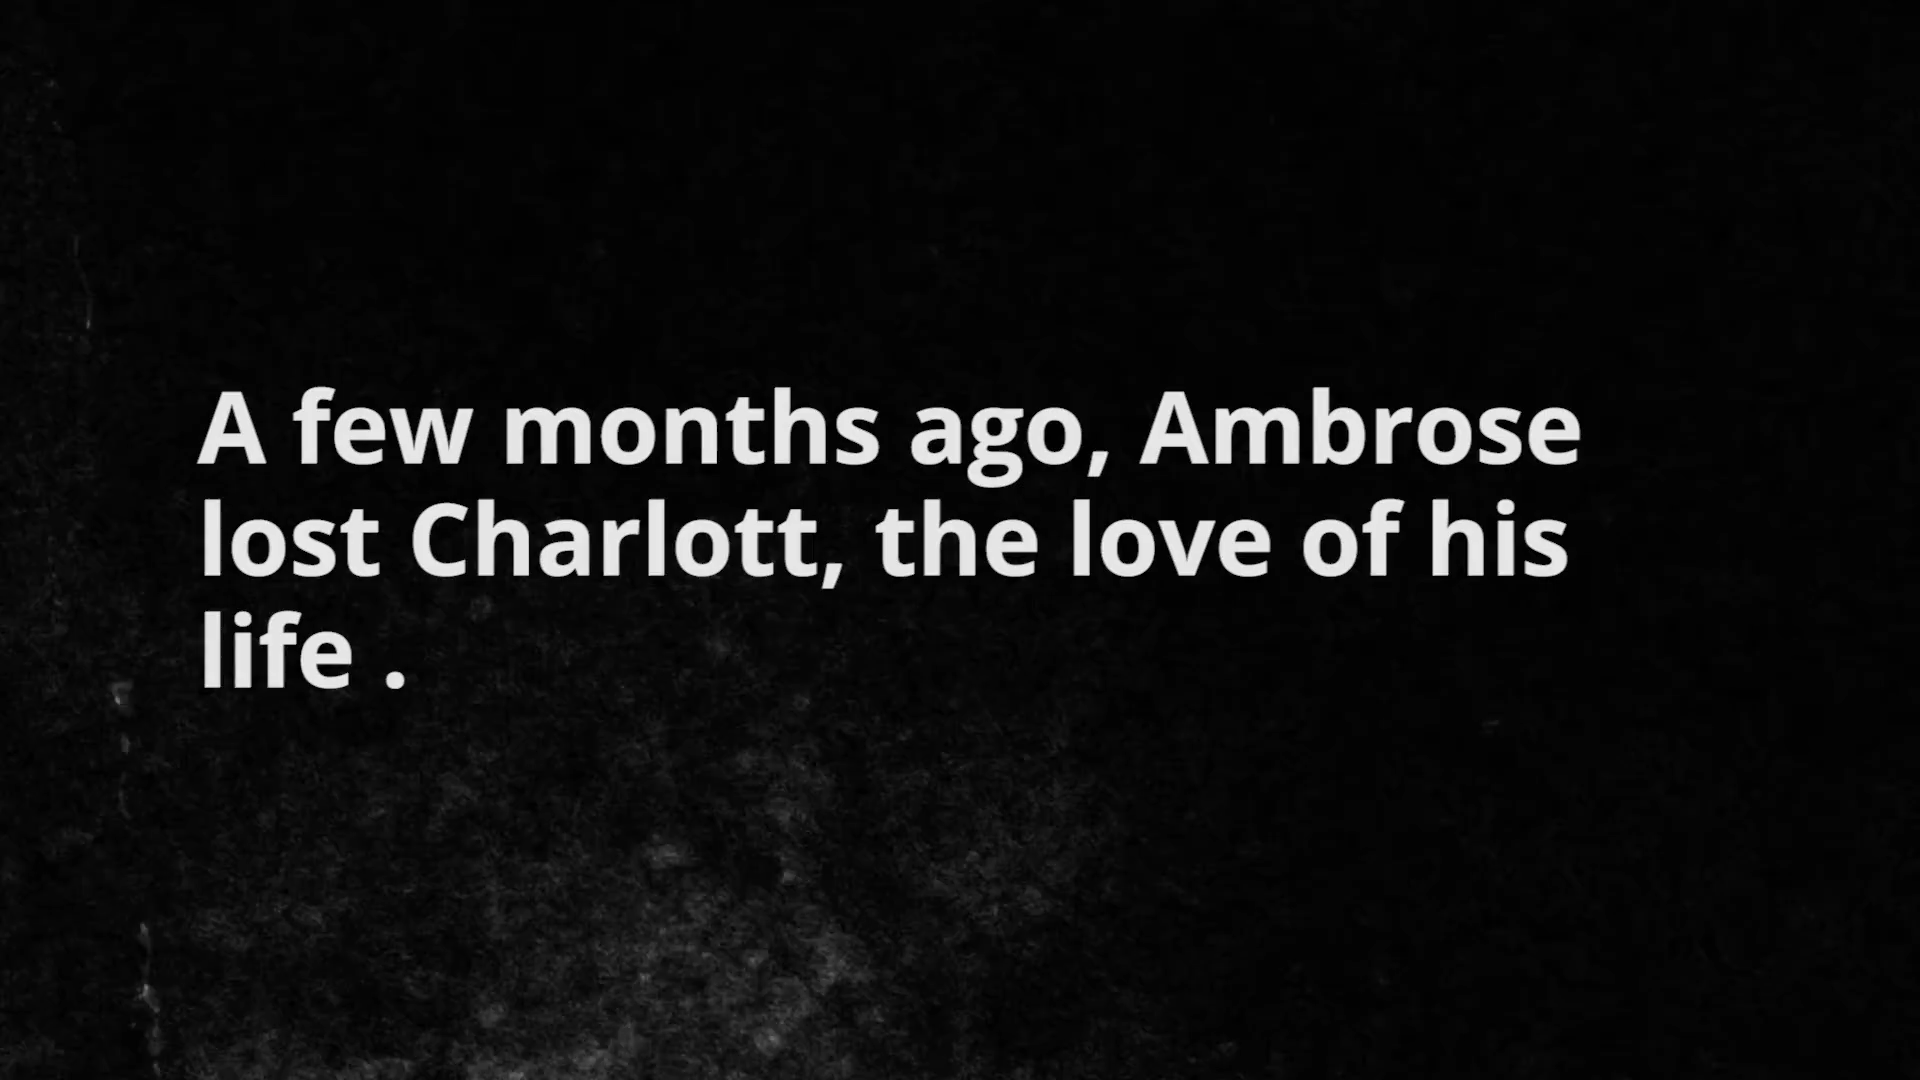 A few months ago, Ambrose
lost Charlott, the love of his
life .